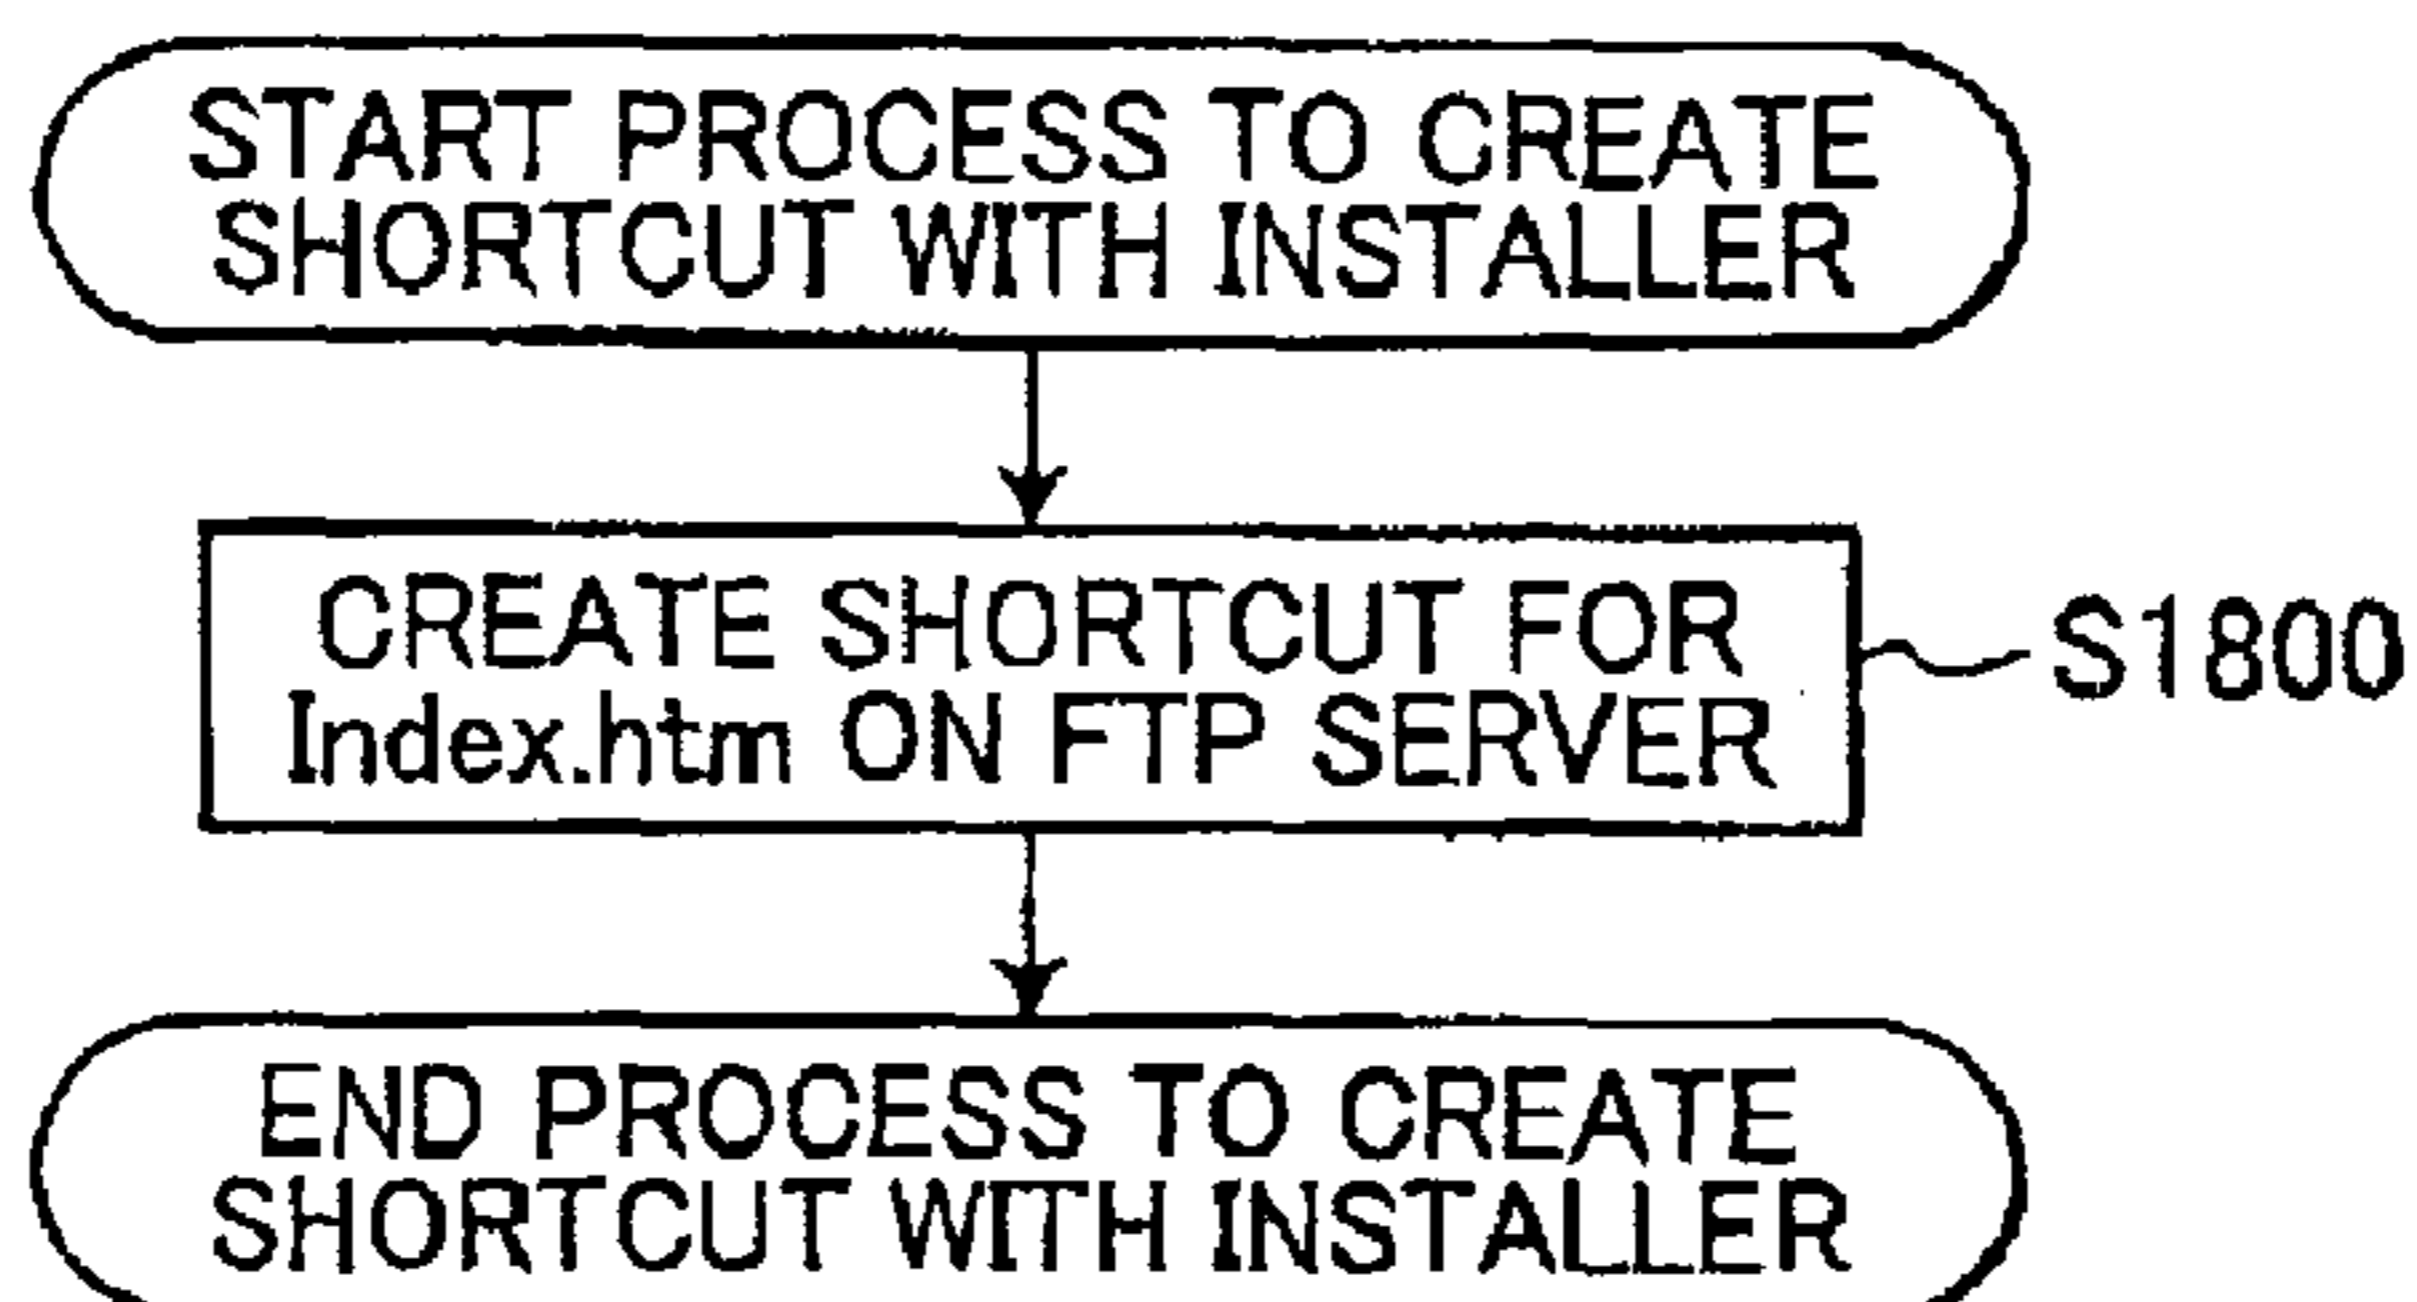 START PROCESS TO CREATE
SHORTCUT WITH INSTALLER
CREATE SHORTCUT FOR
Index.htm ON FTP SERVER
S1800
END PROCESS TO CREATE
SHORTCUT WITH INSTALLER